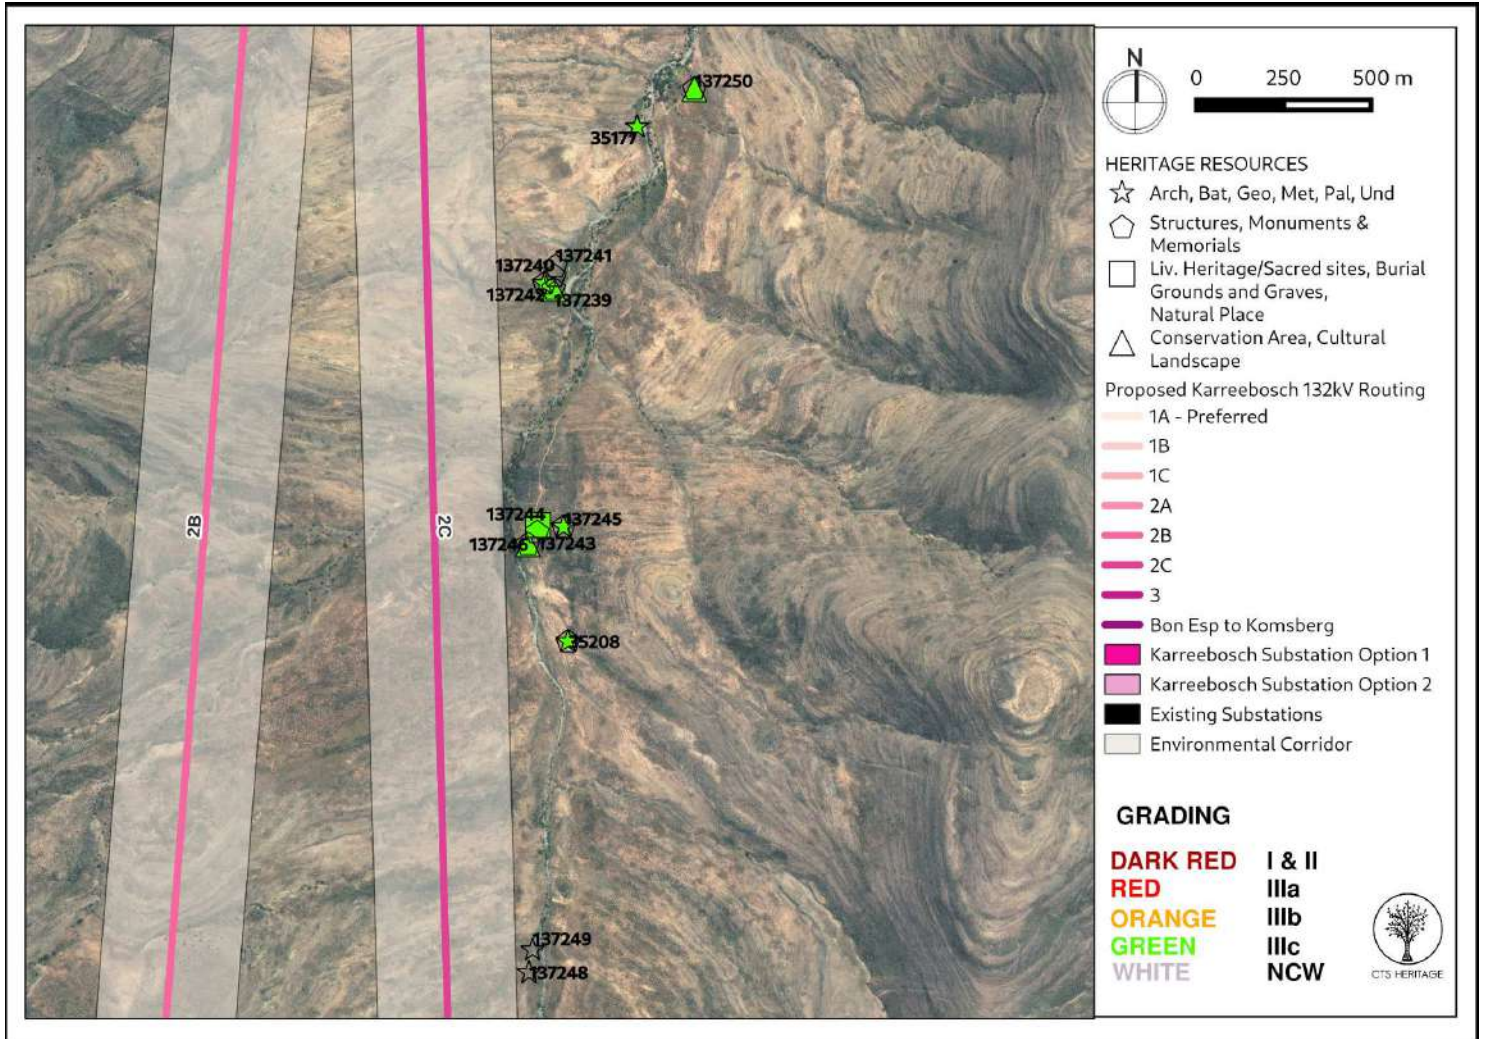 137250
35177
137241
137240
137242
137239
137244
137245
137246
137243
35208
137249
137248
2B
2C
N
0 250 500 m
HERITAGE RESOURCES
Arch, Bat, Geo, Met, Pal, Und
Structures, Monuments &
Memorials
Liv. Heritage/Sacred sites, Burial
Grounds and Graves,
Natural Place
Conservation Area, Cultural
Landscape
Proposed Karreebosch 132kV Routing
1A - Preferred
1B
1C
2A
2B
2C
3
Bon Esp to Komsberg
Karreebosch Substation Option 1
Karreebosch Substation Option 2
Existing Substations
Environmental Corridor
GRADING
DARK RED I & II
RED IIIa
ORANGE IIIb
GREEN IIIc
WHITE NCW
CTS HERITAGE